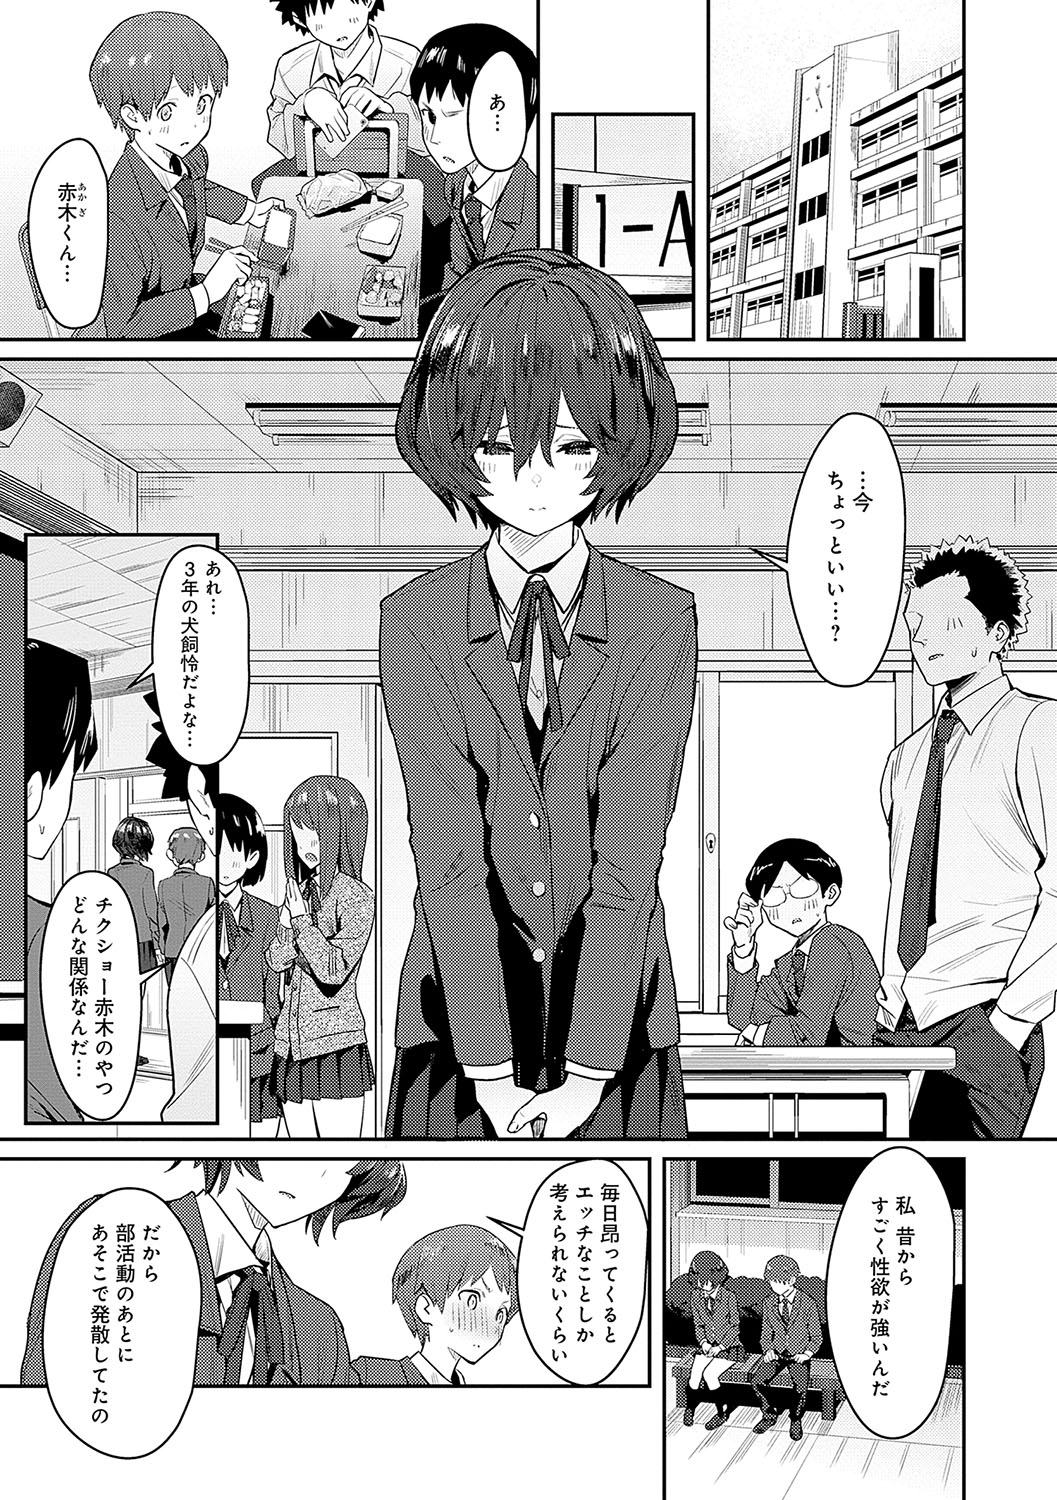 1-A
あ…
赤木くん…
あかざ
…今
ちょっといい…?
あれ…
3年の犬飼怜だよな…
チクショー赤木のやつ
どんな関係なんだ…
私 昔から
すごく性欲が強いんだ
毎日昂ってくると
エッチなことしか
考えられないくらい
だから
部活動のあとに
あそこで発散してたの